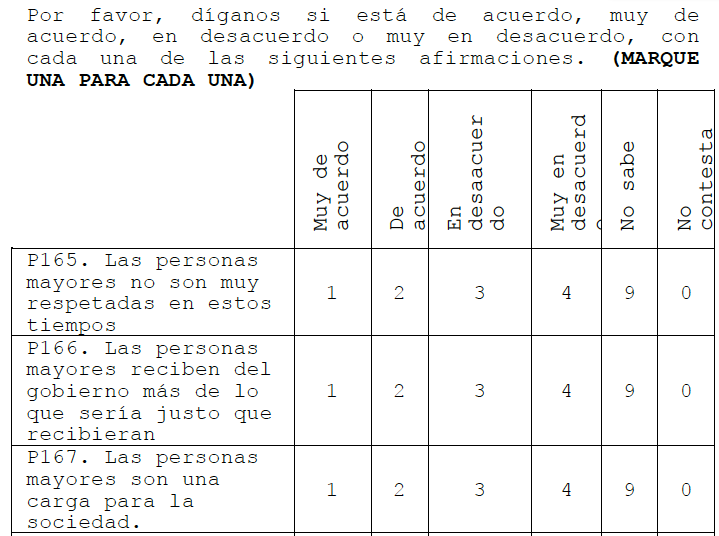 Por favor, díganos si está de acuerdo, muy de
acuerdo, en desacuerdo o muy en desacuerdo, con
cada una de las siguientes afirmaciones. (MARQUE
UNA PARA CADA UNA)
Muy de
acuerdo
De
acuerdo
En
desaacuer
do
Muy en
desacuerd
o
No sabe
No
contesta
P165. Las personas
mayores no son muy
respetadas en estos
tiempos
1 2 3 4 9 0
P166. Las personas
mayores reciben del
gobierno más de lo
que sería justo que
recibieran
1 2 3 4 9 0
P167. Las personas
mayores son una
carga para la
sociedad.
1 2 3 4 9 0